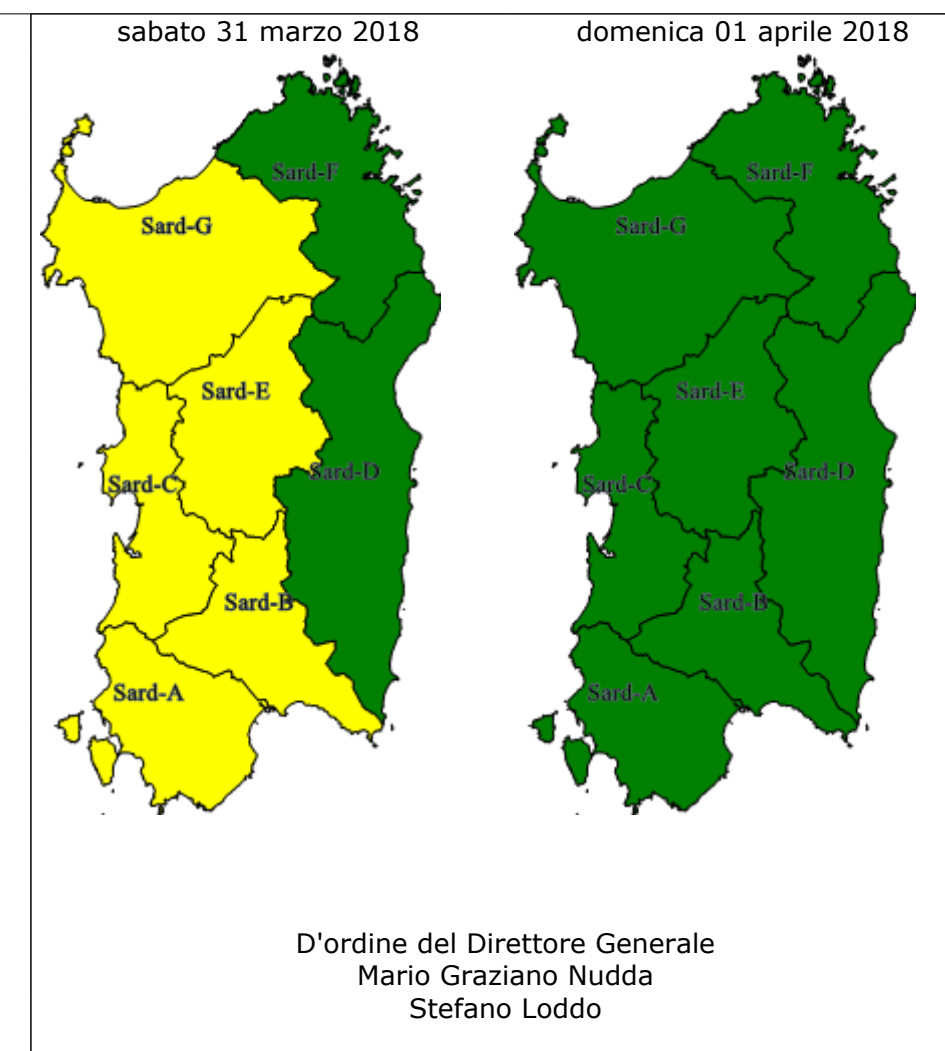 sabato 31 marzo 2018
domenica 01 aprile 2018
Sard-F
Sard-G
Sard-E
Sard-D
Sard-C
Sard-B
Sard-A
Sard-F
Sard-G
Sard-E
Sard-D
Sard-C
Sard-B
Sard-A
D'ordine del Direttore Generale
Mario Graziano Nudda
Stefano Loddo